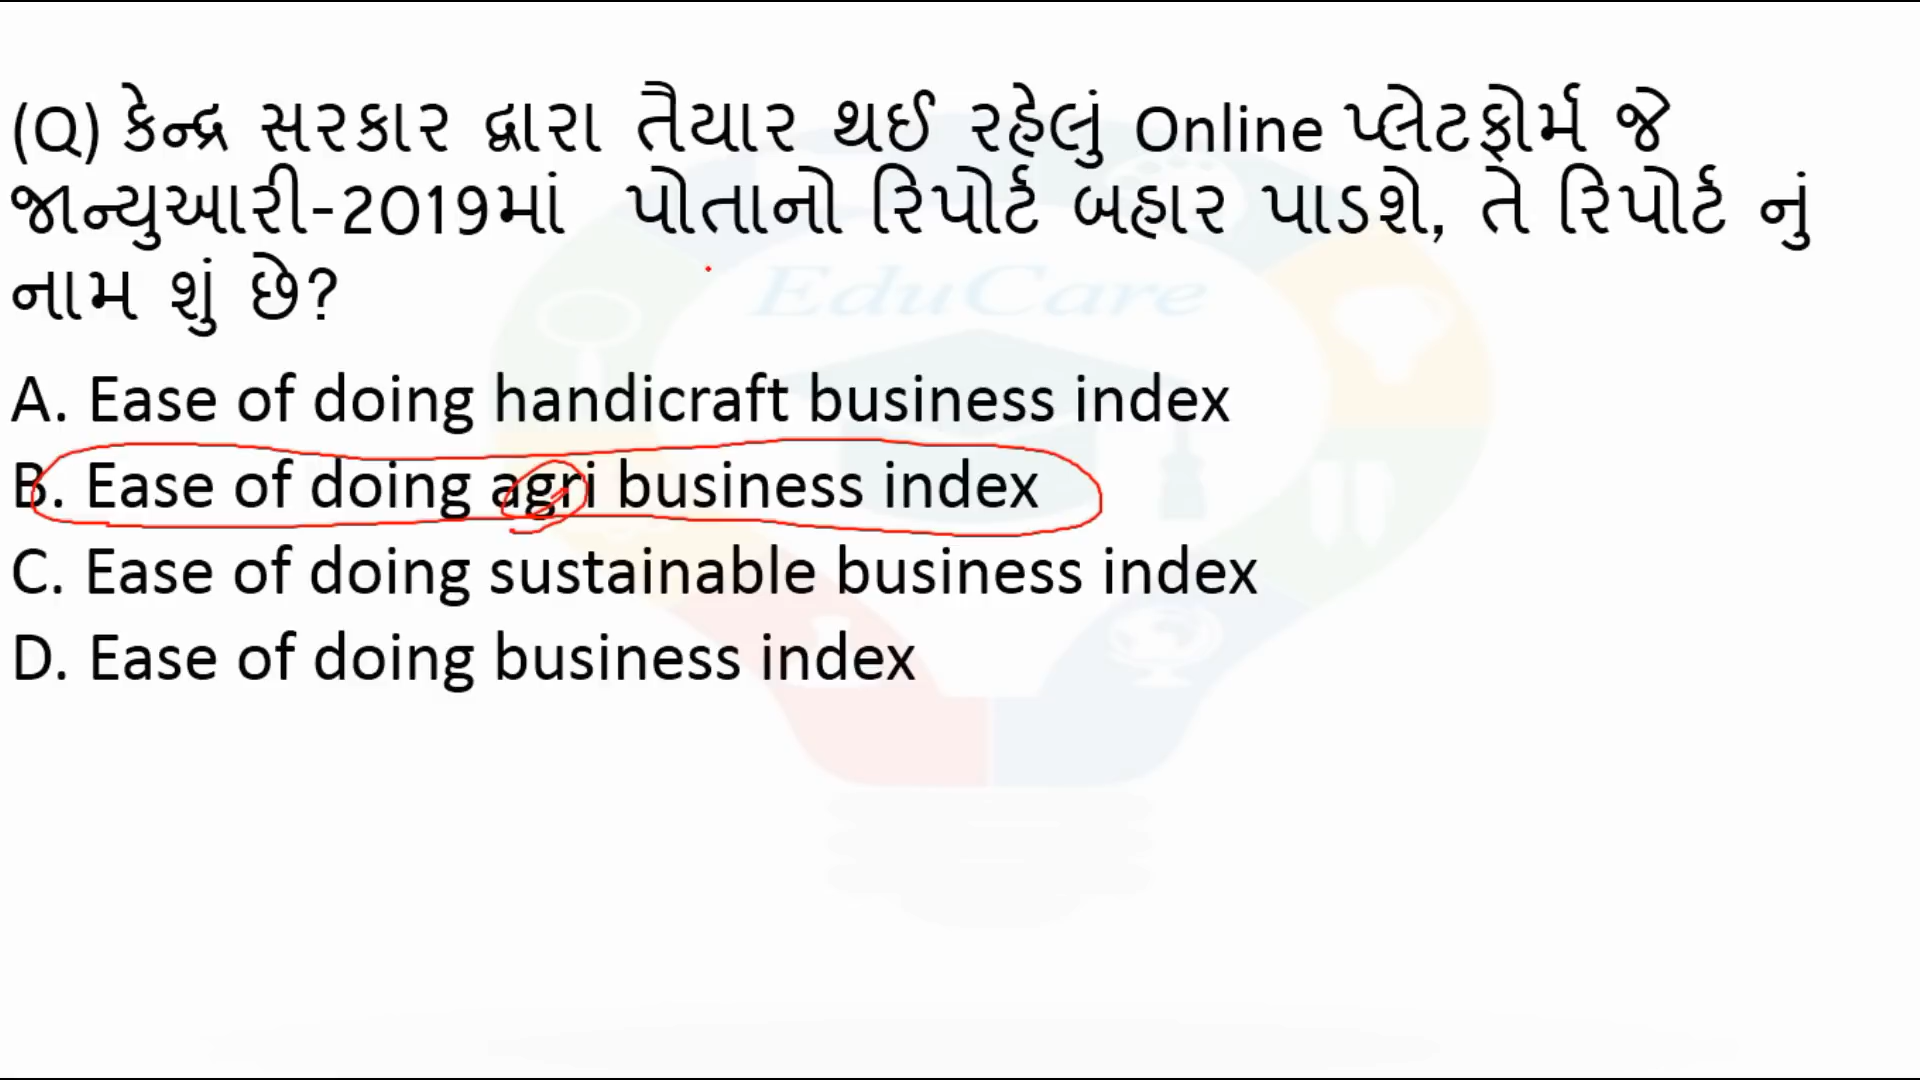 (Q) કેન્દ્ર સરકાર દ્વારા તૈયાર થઈ રહેલું Online પ્લેટફોર્મ જે
જાન્યુઆરી-2019માં પોતાનો રિપોર્ટ બહાર પાડશે, તે રિપોર્ટ નું
નામ શું છે?
EduCare
A. Ease of doing handicraft business index
B. Ease of doing agri business index
C. Ease of doing sustainable business index
D. Ease of doing business index